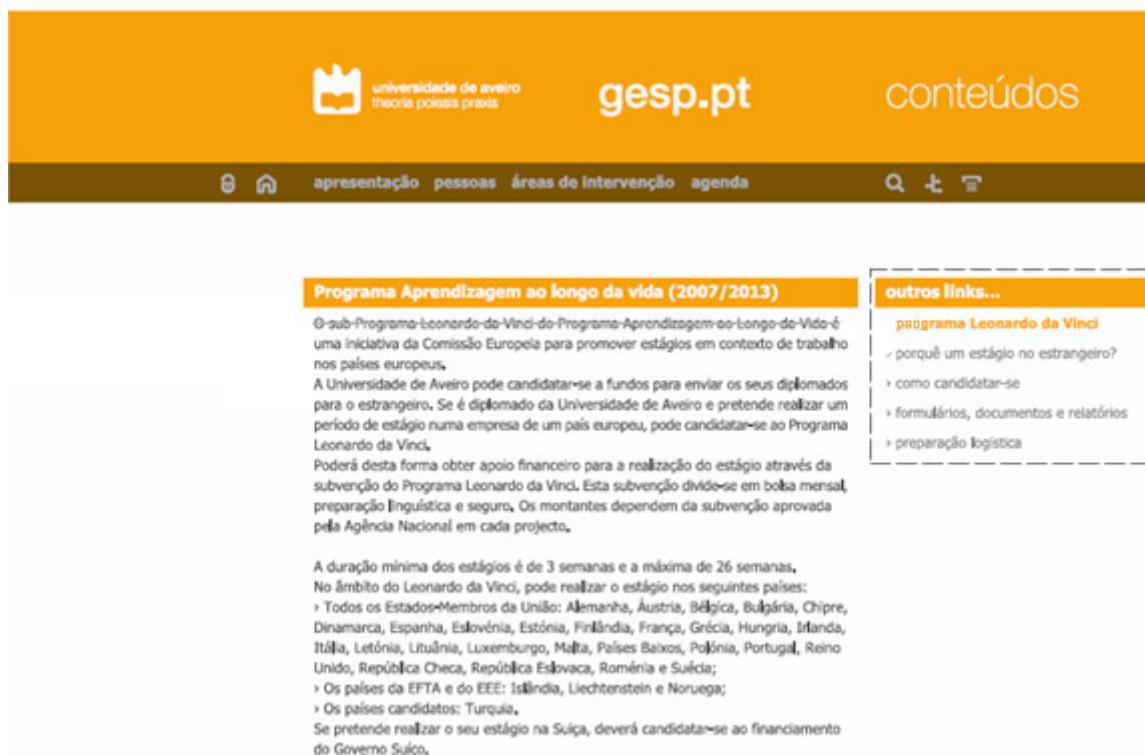 universidade de aveiro
theoria poiesis praxis
gesp.pt
conteúdos
apresentação pessoas áreas de intervenção agenda
Programa Aprendizagem ao longo da vida (2007/2013)
O sub-Programa Leonardo da Vinci do Programa Aprendizagem ao Longo da Vida é
uma iniciativa da Comissão Europeia para promover estágios em contexto de trabalho
nos países europeus.
A Universidade de Aveiro pode candidatar-se a fundos para enviar os seus diplomados
para o estrangeiro. Se é diplomado da Universidade de Aveiro e pretende realizar um
período de estágio numa empresa de um país europeu, pode candidatar-se ao Programa
Leonardo da Vinci.
Poderá desta forma obter apoio financeiro para a realização do estágio através da
subvenção do Programa Leonardo da Vinci. Esta subvenção divide-se em bolsa mensal,
preparação linguística e seguro. Os montantes dependem da subvenção aprovada
pela Agência Nacional em cada projecto.
A duração mínima dos estágios é de 3 semanas e a máxima de 26 semanas.
No âmbito do Leonardo da Vinci, pode realizar o estágio nos seguintes países:
› Todos os Estados-Membros da União: Alemanha, Áustria, Bélgica, Bulgária, Chipre,
Dinamarca, Espanha, Eslovénia, Estónia, Finlândia, França, Grécia, Hungria, Irlanda,
Itália, Letónia, Lituânia, Luxemburgo, Malta, Países Baixos, Polónia, Portugal, Reino
Unido, República Checa, República Eslovaca, Roménia e Suécia;
› Os países da EFTA e do EEE: Islândia, Liechtenstein e Noruega;
› Os países candidatos: Turquia.
Se pretende realizar o seu estágio na Suiça, deverá candidatar-se ao financiamento
do Governo Suíço.
outros links...
programa Leonardo da Vinci
› porquê um estágio no estrangeiro?
› como candidatar-se
› formulários, documentos e relatórios
› preparação logística